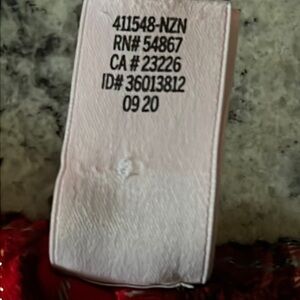 411548-NZN
RN# 54867
CA # 23226
ID# 36013812
09 20